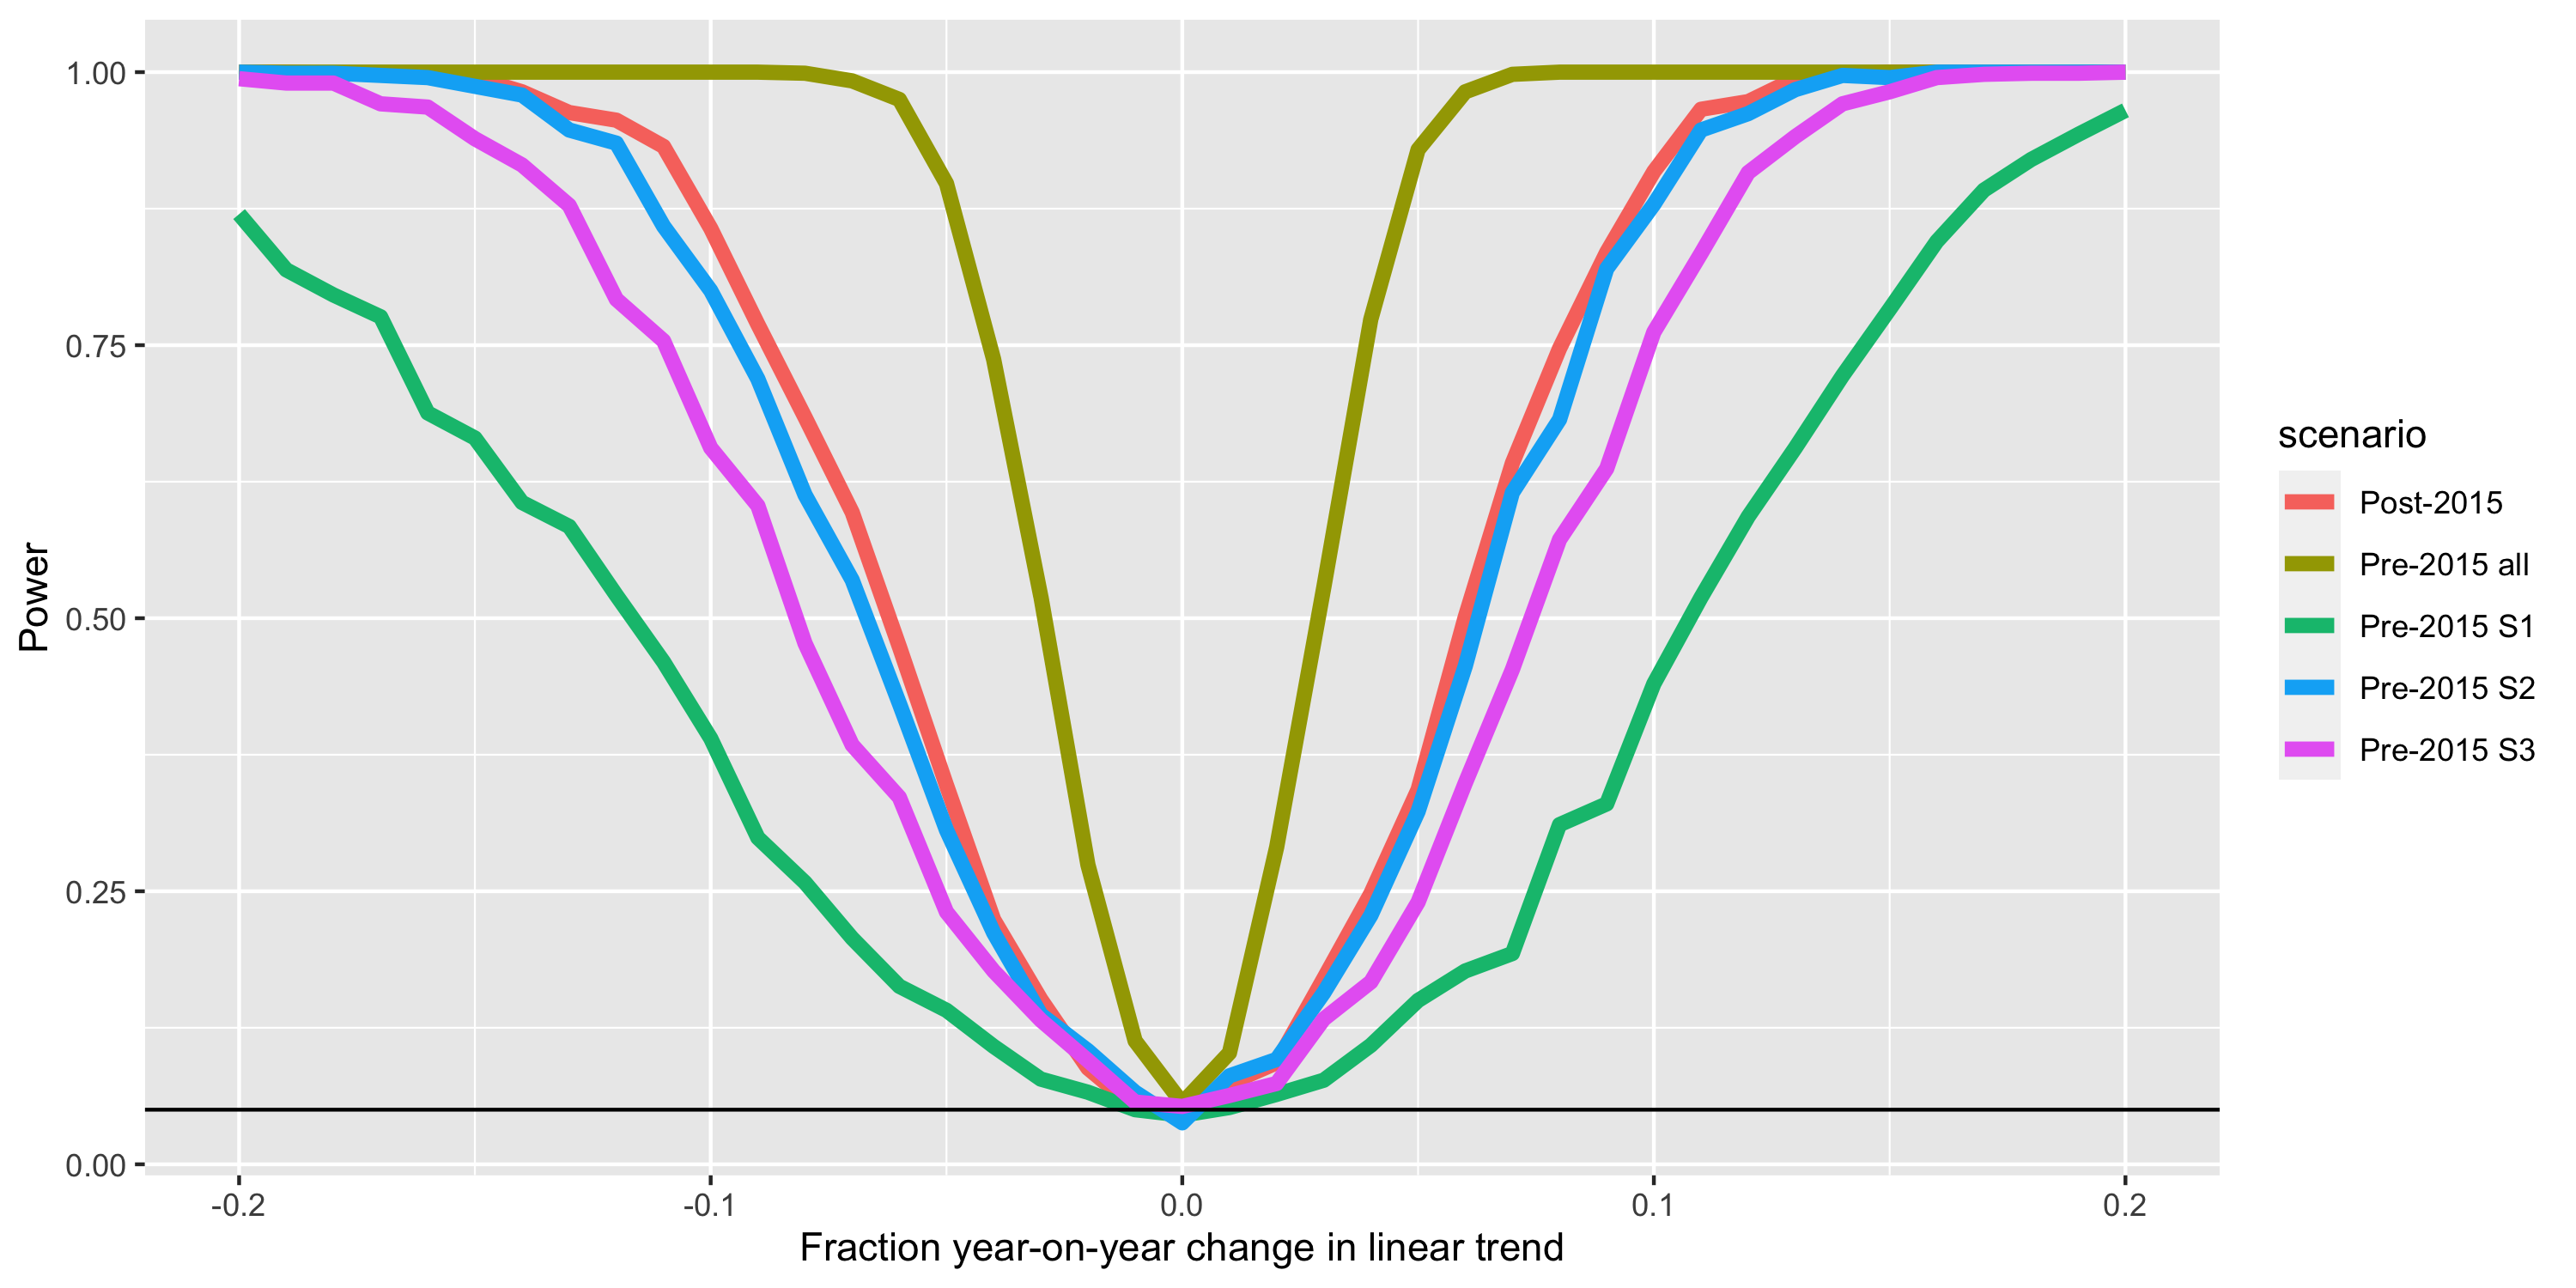 1.00
0.75
0.50
0.25
0.00
Power
-0.2
-0.1
0.0
0.1
0.2
Fraction year-on-year change in linear trend
scenario
Post-2015
Pre-2015 all
Pre-2015 S1
Pre-2015 S2
Pre-2015 S3